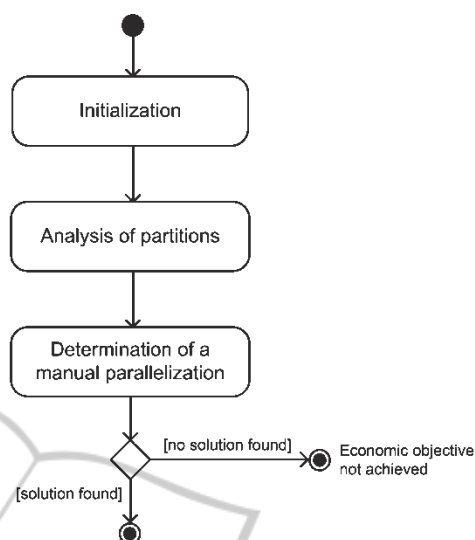 Initialization
Analysis of partitions
Determination of a
manual parallelization
[no solution found]
Economic objective
not achieved
[solution found]